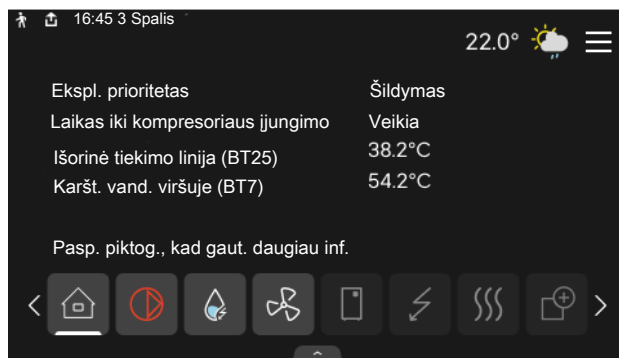 16:45 3 Spalis
22.0°
Ekspl. prioritetas Šildymas
Laikas iki kompresoriaus įjungimo Veikia
Išorinė tiekimo linija (BT25) 38.2°C
Karšt. vand. viršuje (BT7) 54.2°C
Pasp. piktog., kad gaut. daugiau inf.